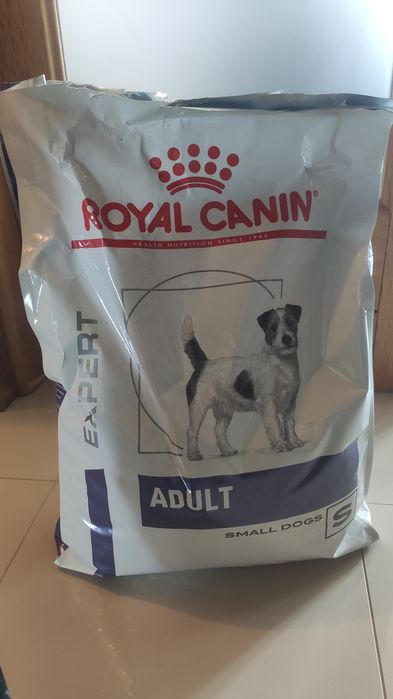 ROYAL CANIN®
HEALTH NUTRITION SINCE 1968
EXPERT
ADULT
SMALL DOGS
S